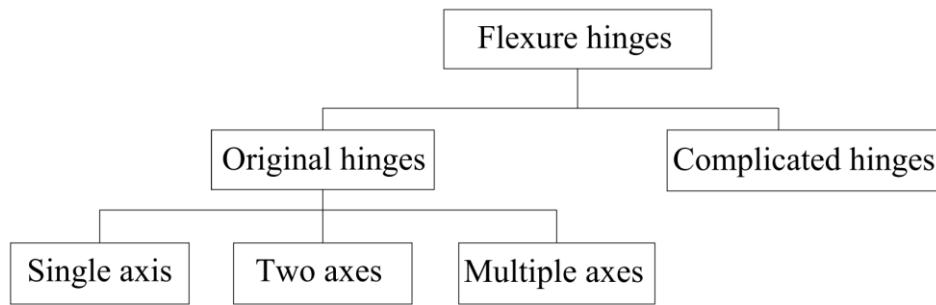 Flexure hinges
Original hinges
Complicated hinges
Single axis
Two axes
Multiple axes